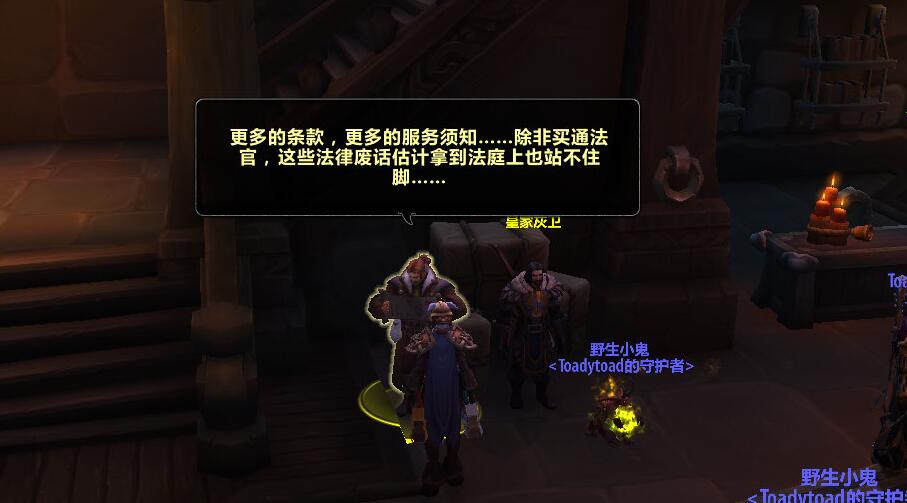 更多的条款，更多的服务须知……除非买通法
官，这些法律废话估计拿到法庭上也站不住
脚……
皇家灰卫
野生小鬼
<Toadytoad的守护者>
野生小鬼
<Toadytoad的守护